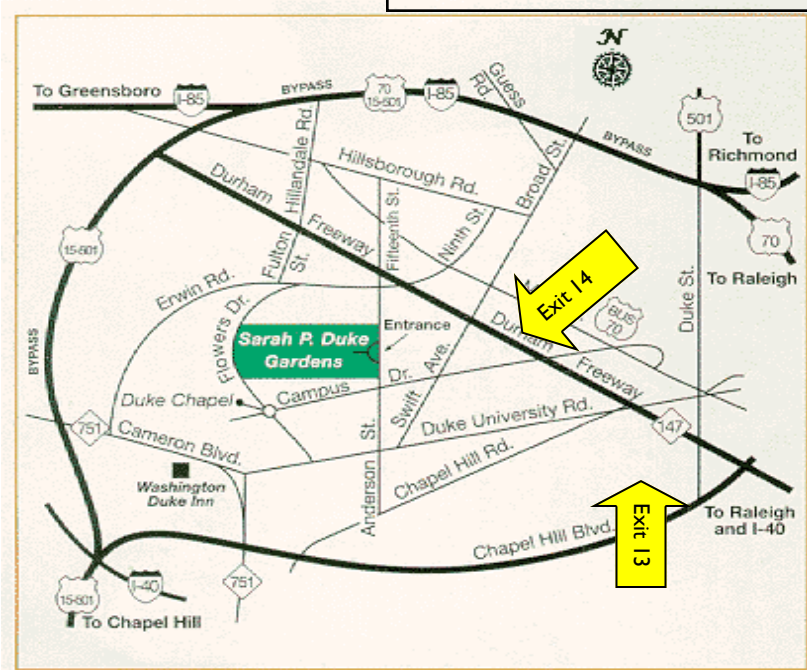 N
To Greensboro
I-85
BYPASS
70
15-501
I-85
Guess
Rd.
501
To
Richmond
I-85
BYPASS
70
To Raleigh
Hillandale Rd.
Hillsborough Rd.
Broad St.
Durham
Freeway
Fifteenth St.
Ninth St.
15-501
Fulton
St.
Erwin Rd.
Flowers Dr.
Exit 14
BUS
70
Duke St.
BYPASS
Sarah P. Duke
Gardens
Entrance
Durham
Freeway
Campus
Dr.
Swift
Ave.
Duke Chapel
751
Cameron Blvd.
Duke University Rd.
147
Washington
Duke Inn
Anderson
St.
Chapel Hill Rd.
Exit 13
To Raleigh
and I-40
Chapel Hill Blvd.
I-40
751
15-501
To Chapel Hill